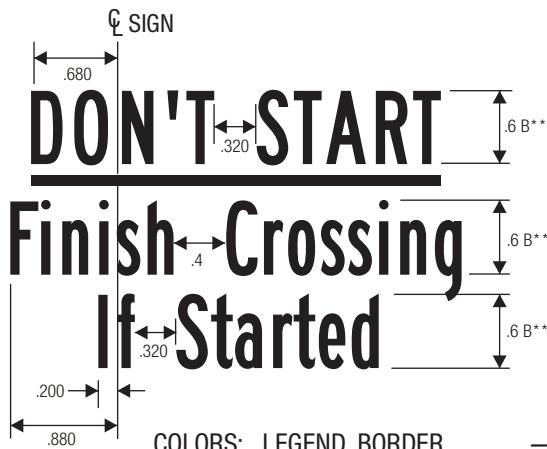 ℄ SIGN
.680
DON'T START
.320
.6 B**
Finish Crossing
.4
.6 B**
If Started
.320
.6 B**
.200
.880
COLORS: LEGEND, BORDER